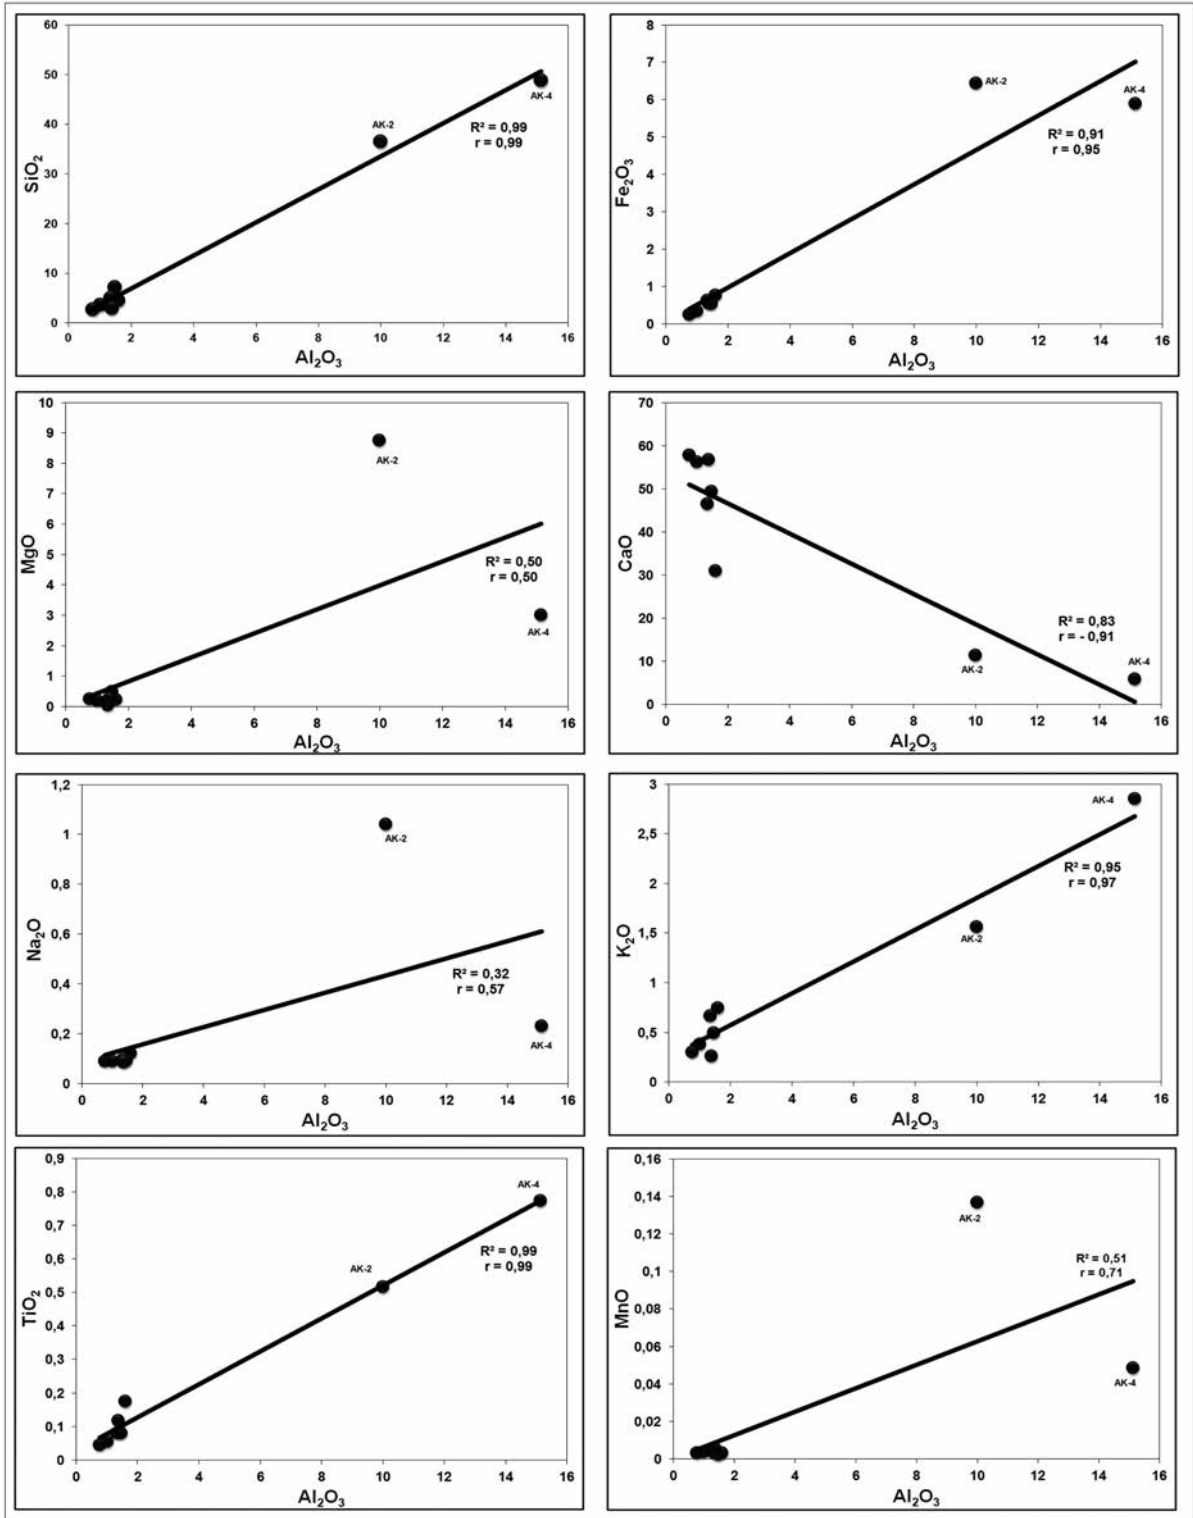 60
50
40
30
20
10
0
SiO₂
0 2 4 6 8 10 12 14 16
Al₂O₃
AK-2
AK-4
R² = 0,99
r = 0,99
8
7
6
5
4
3
2
1
0
Fe₂O₃
0 2 4 6 8 10 12 14 16
Al₂O₃
AK-2
AK-4
R² = 0,91
r = 0,95
10
9
8
7
6
5
4
3
2
1
0
MgO
0 2 4 6 8 10 12 14 16
Al₂O₃
AK-2
R² = 0,50
r = 0,50
AK-4
70
60
50
40
30
20
10
0
CaO
0 2 4 6 8 10 12 14 16
Al₂O₃
R² = 0,83
r = - 0,91
AK-2
AK-4
1,2
1
0,8
0,6
0,4
0,2
0
Na₂O
0 2 4 6 8 10 12 14 16
Al₂O₃
AK-2
R² = 0,32
r = 0,57
AK-4
3
2,5
2
1,5
1
0,5
0
K₂O
0 2 4 6 8 10 12 14 16
Al₂O₃
AK-4
R² = 0,95
r = 0,97
AK-2
0,9
0,8
0,7
0,6
0,5
0,4
0,3
0,2
0,1
0
TiO₂
0 2 4 6 8 10 12 14 16
Al₂O₃
AK-4
R² = 0,99
r = 0,99
AK-2
0,16
0,14
0,12
0,1
0,08
0,06
0,04
0,02
0
MnO
0 2 4 6 8 10 12 14 16
Al₂O₃
AK-2
R² = 0,51
r = 0,71
AK-4